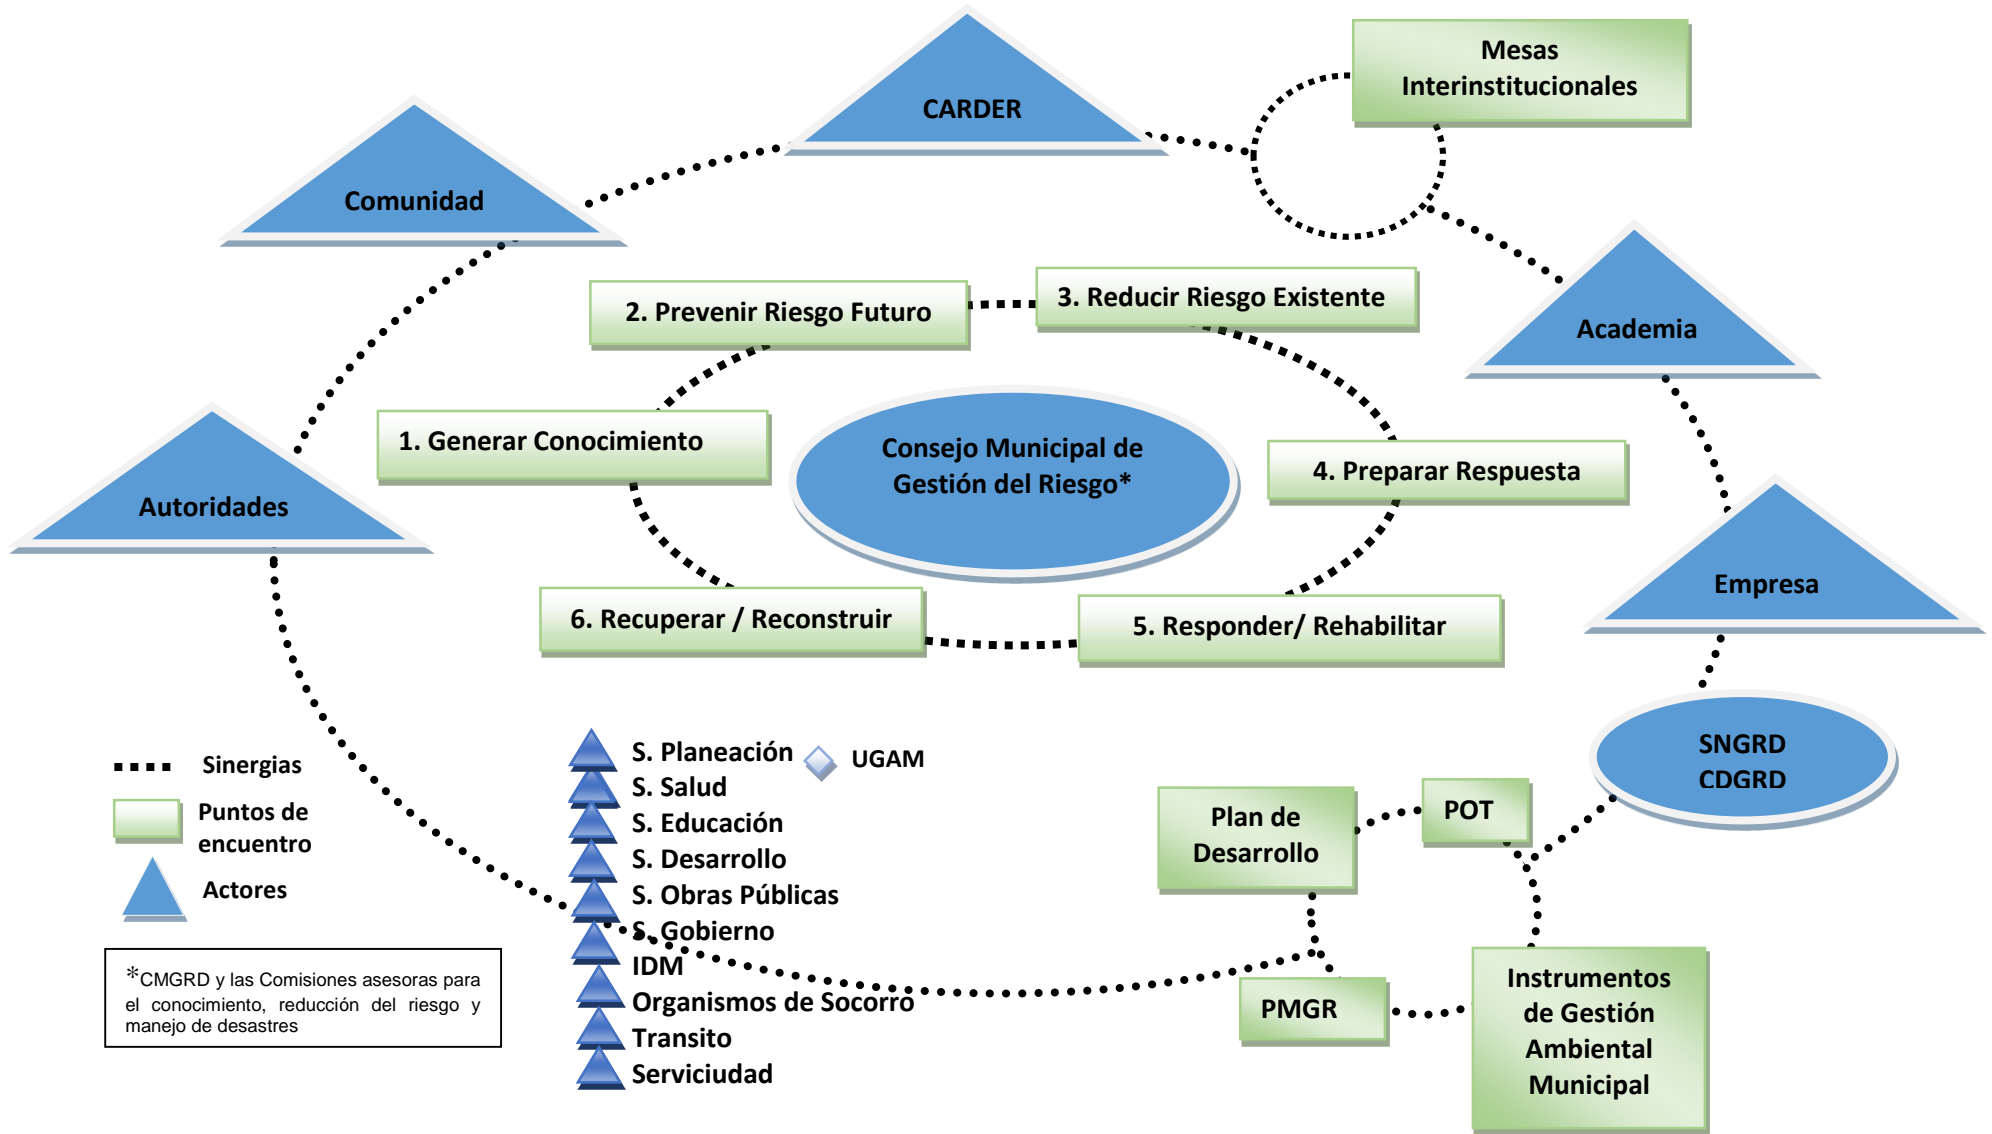 Mesas
Interinstitucionales
CARDER
Comunidad
2. Prevenir Riesgo Futuro
3. Reducir Riesgo Existente
Academia
1. Generar Conocimiento
Consejo Municipal de
Gestión del Riesgo*
4. Preparar Respuesta
Autoridades
Empresa
6. Recuperar / Reconstruir
5. Responder/ Rehabilitar
SNGRD
CDGRD
Sinergias
Puntos de
encuentro
Actores
*CMGRD y las Comisiones asesoras para
el conocimiento, reducción del riesgo y
manejo de desastres
S. Planeación
UGAM
S. Salud
S. Educación
S. Desarrollo
S. Obras Públicas
S. Gobierno
IDM
Organismos de Socorro
Transito
Serviciudad
Plan de
Desarrollo
POT
PMGR
Instrumentos
de Gestión
Ambiental
Municipal